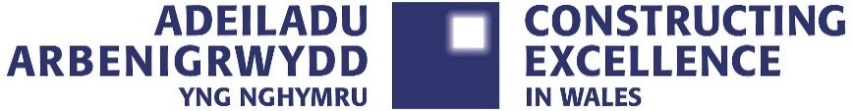 ADEILADU
ARBENIGRWYDD
YNG NGHYMRU
CONSTRUCTING
EXCELLENCE
IN WALES